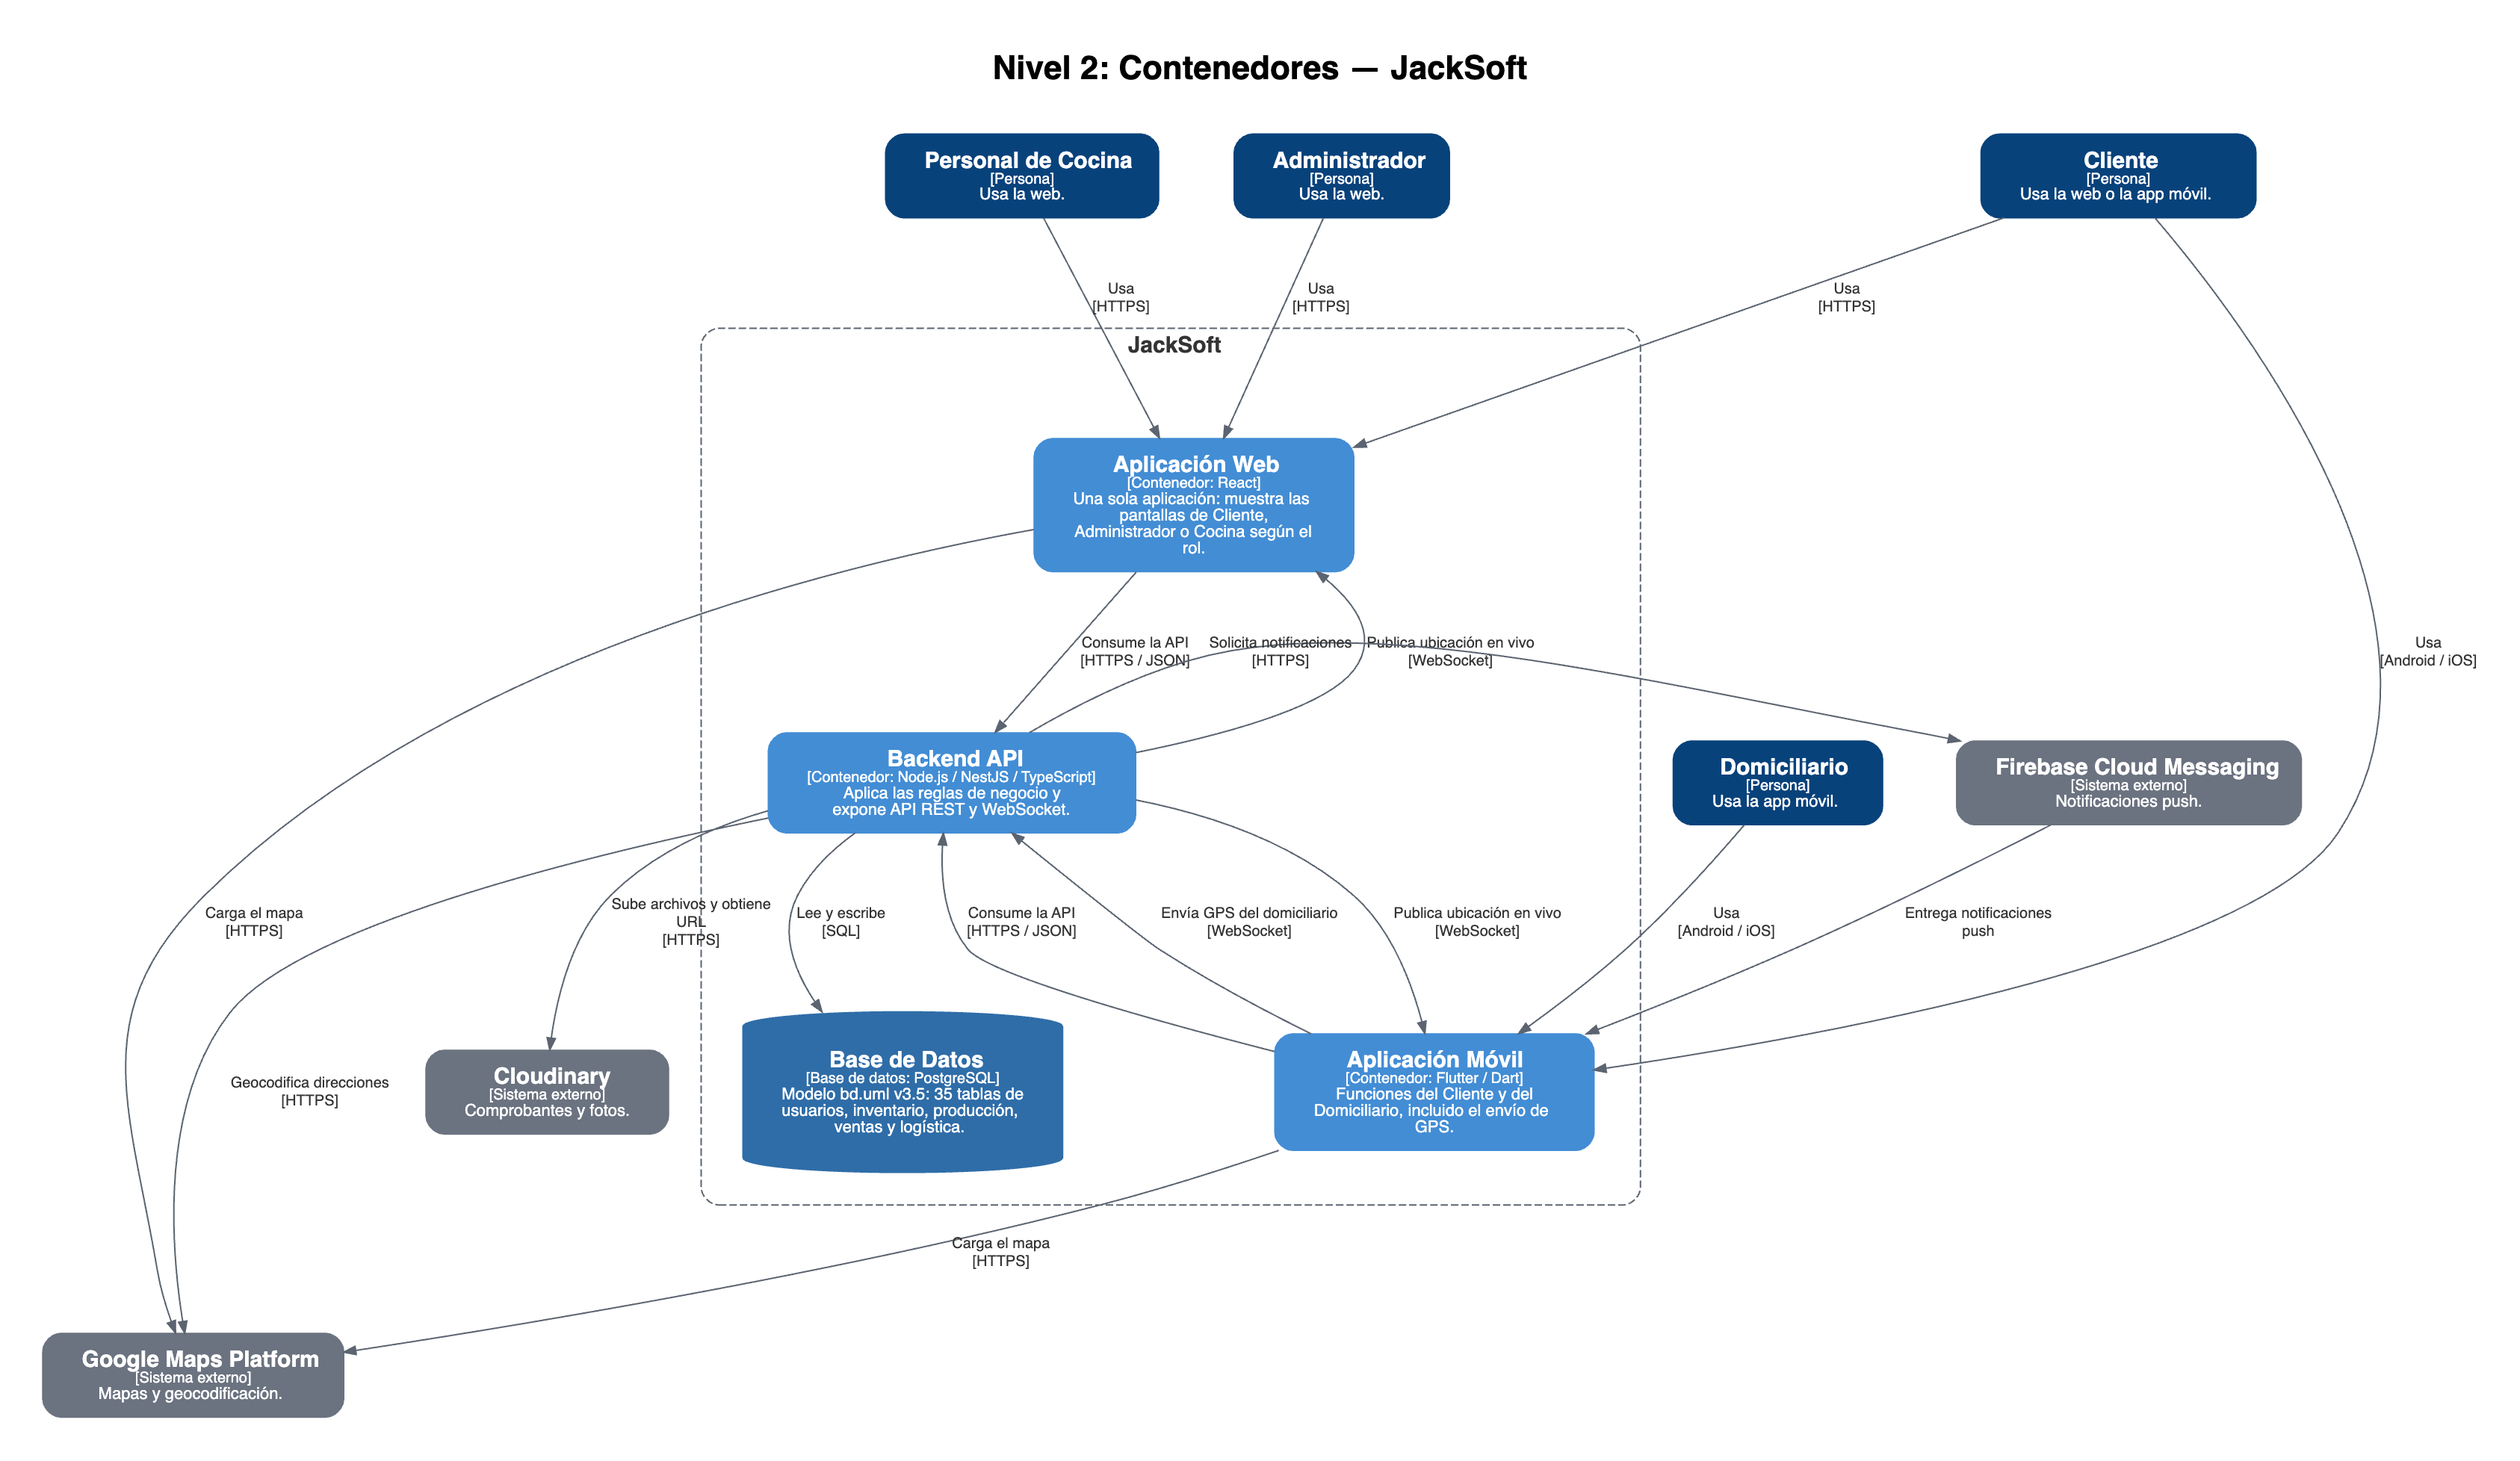 Nivel 2: Contenedores — JackSoft
Personal de Cocina
[Persona]
Usa la web.
Administrador
[Persona]
Usa la web.
Cliente
[Persona]
Usa la web o la app móvil.
Usa
[HTTPS]
Usa
[HTTPS]
Usa
[HTTPS]
JackSoft
Aplicación Web
[Contenedor: React]
Una sola aplicación: muestra las
pantallas de Cliente,
Administrador o Cocina según el
rol.
Consume la API
[HTTPS / JSON]
Solicita notificaciones
[HTTPS]
Publica ubicación en vivo
[WebSocket]
Usa
[Android / iOS]
Backend API
[Contenedor: Node.js / NestJS / TypeScript]
Aplica las reglas de negocio y
expone API REST y WebSocket.
Domiciliario
[Persona]
Usa la app móvil.
Firebase Cloud Messaging
[Sistema externo]
Notificaciones push.
Carga el mapa
[HTTPS]
Sube archivos y obtiene
URL
[HTTPS]
Lee y escribe
[SQL]
Consume la API
[HTTPS / JSON]
Envía GPS del domiciliario
[WebSocket]
Publica ubicación en vivo
[WebSocket]
Usa
[Android / iOS]
Entrega notificaciones
push
Geocodifica direcciones
[HTTPS]
Cloudinary
[Sistema externo]
Comprobantes y fotos.
Base de Datos
[Base de datos: PostgreSQL]
Modelo bd.uml v3.5: 35 tablas de
usuarios, inventario, producción,
ventas y logística.
Aplicación Móvil
[Contenedor: Flutter / Dart]
Funciones del Cliente y del
Domiciliario, incluido el envío de
GPS.
Carga el mapa
[HTTPS]
Google Maps Platform
[Sistema externo]
Mapas y geocodificación.